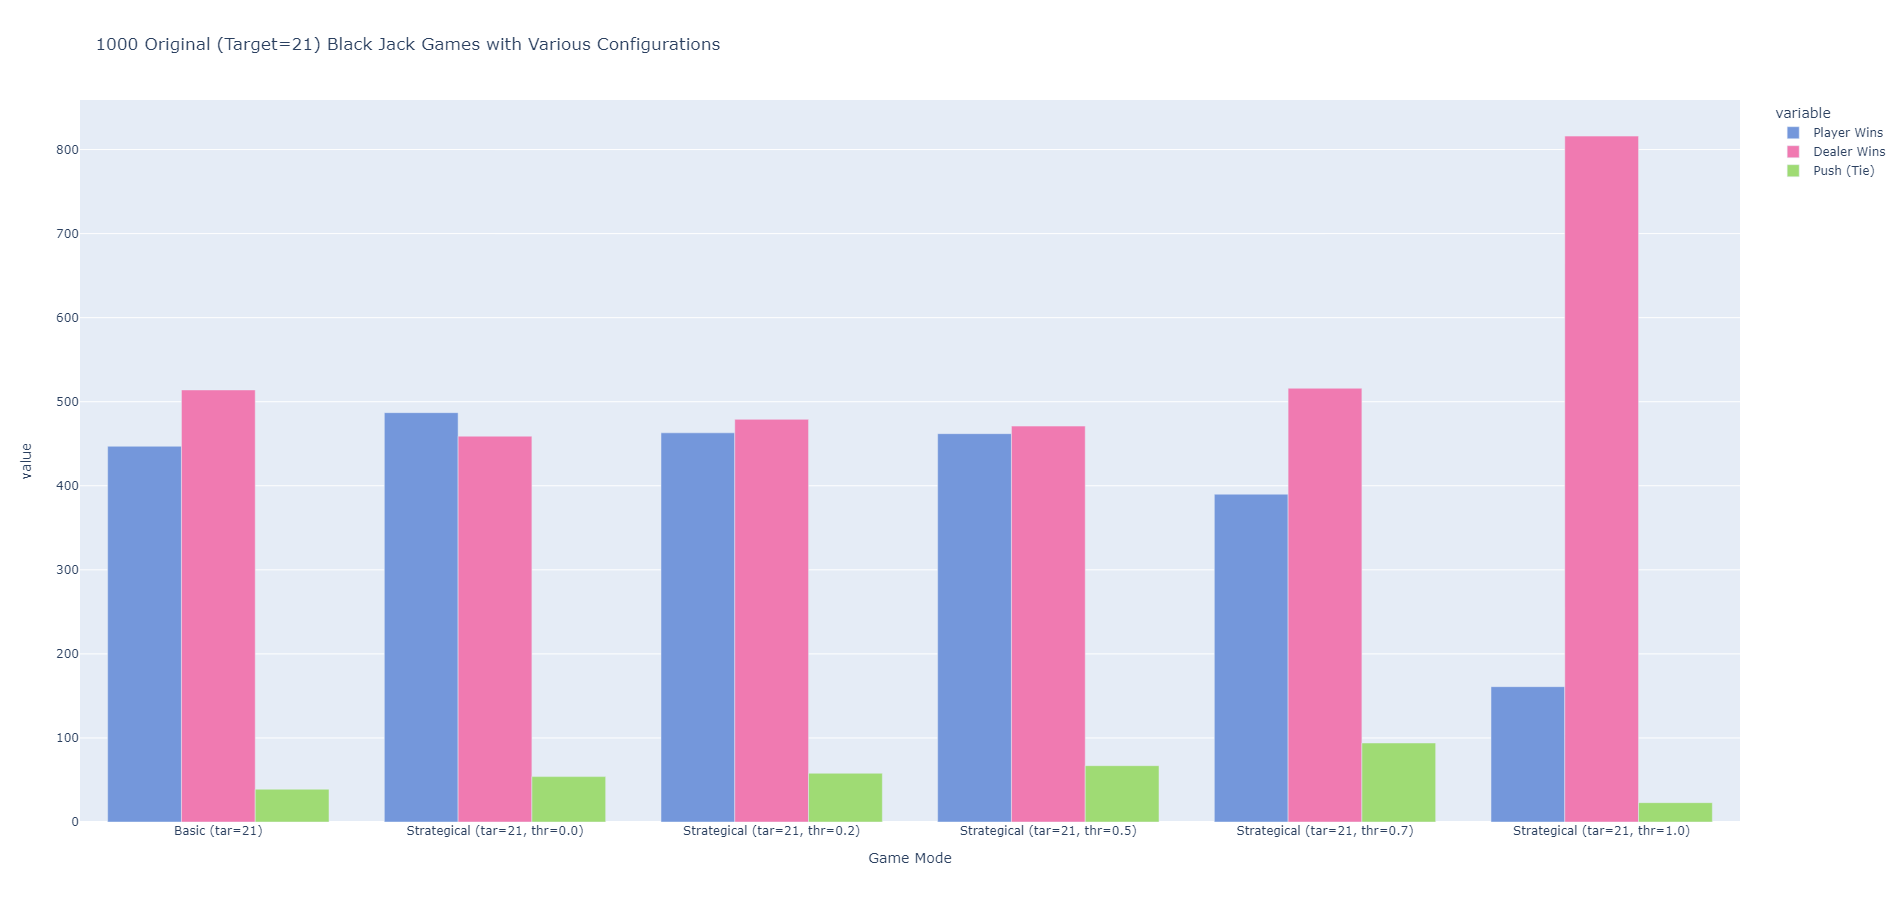 1000 Original (Target=21) Black Jack Games with Various Configurations
variable
Player Wins
Dealer Wins
Push (Tie)
800
700
600
500
400
300
200
100
0
value
Basic (tar=21)
Strategical (tar=21, thr=0.0)
Strategical (tar=21, thr=0.2)
Strategical (tar=21, thr=0.5)
Strategical (tar=21, thr=0.7)
Strategical (tar=21, thr=1.0)
Game Mode